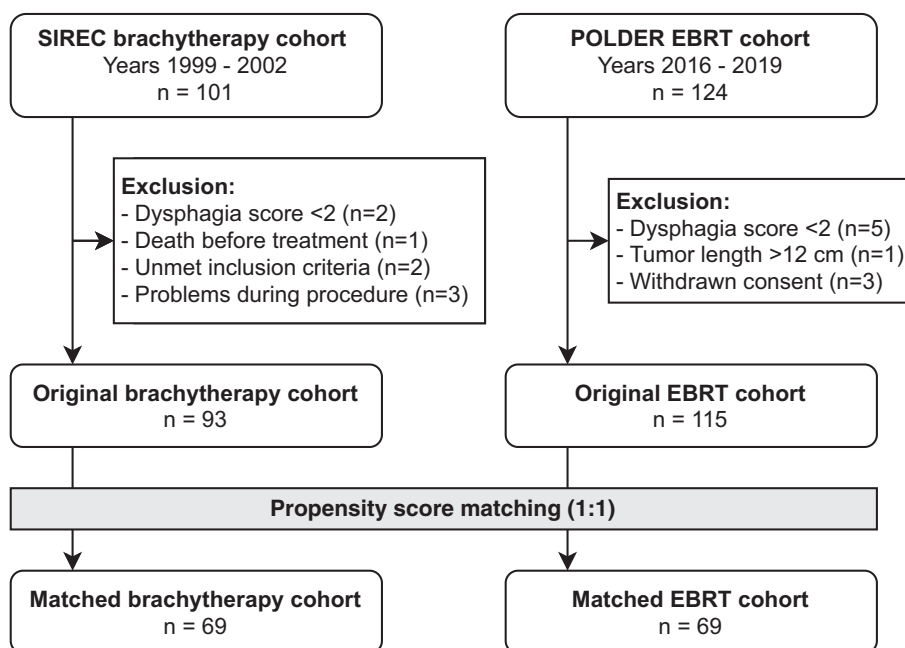 SIREC brachytherapy cohort
Years 1999 - 2002
n = 101
POLDER EBRT cohort
Years 2016 - 2019
n = 124
Exclusion:
- Dysphagia score <2 (n=2)
- Death before treatment (n=1)
- Unmet inclusion criteria (n=2)
- Problems during procedure (n=3)
Exclusion:
- Dysphagia score <2 (n=5)
- Tumor length >12 cm (n=1)
- Withdrawn consent (n=3)
Original brachytherapy cohort
n = 93
Original EBRT cohort
n = 115
Propensity score matching (1:1)
Matched brachytherapy cohort
n = 69
Matched EBRT cohort
n = 69